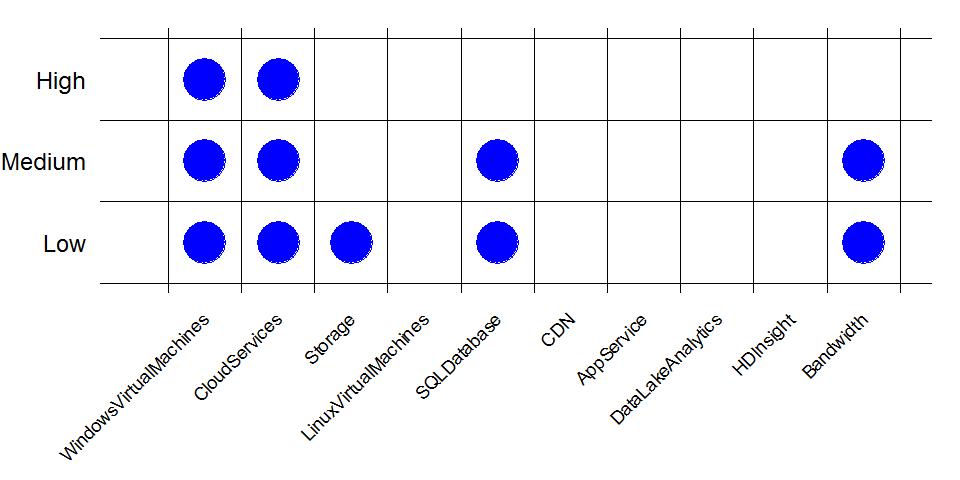 High
Medium
Low
WindowsVirtualMachines
CloudServices
Storage
LinuxVirtualMachines
SQLDatabase
CDN
AppService
DataLakeAnalytics
HDInsight
Bandwidth